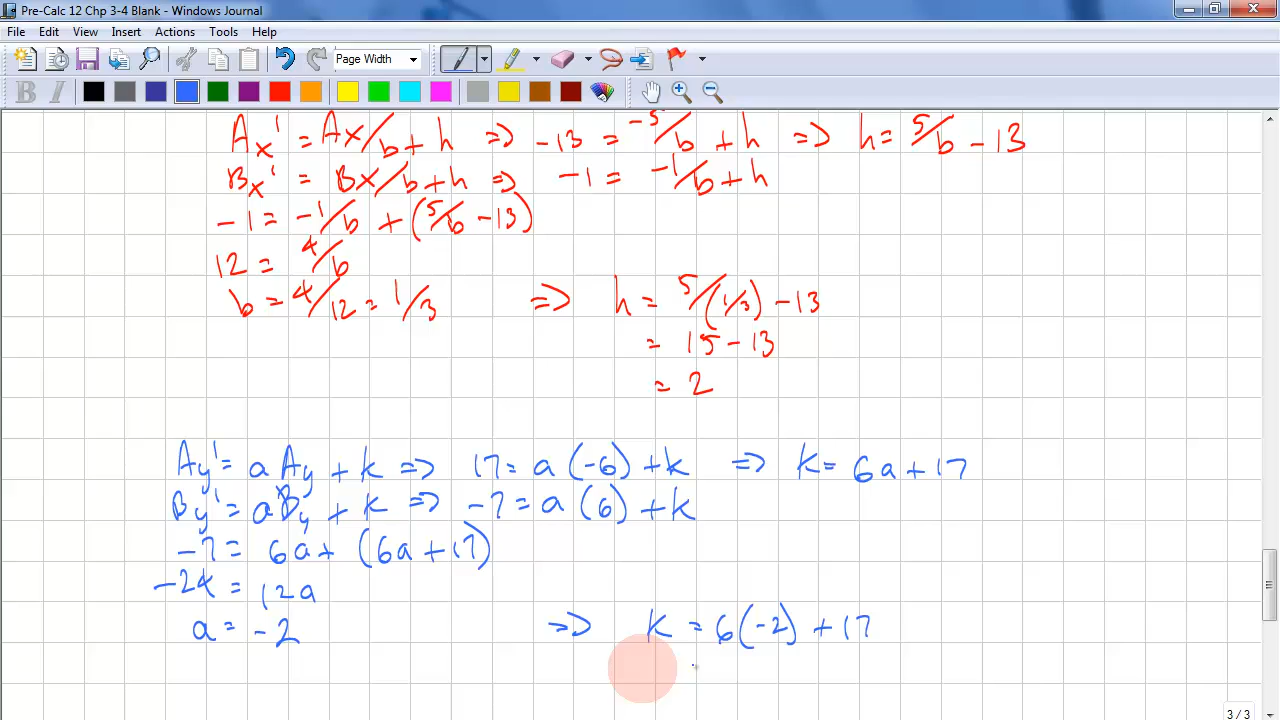 Pre-Calc 12 Chp 3-4 Blank - Windows Journal
File Edit View Insert Actions Tools Help
Page Width
B I
Ax' = Ax/b + h => -13 = -5/b + h => h = 5/b - 13
Bx' = Bx/b + h => -1 = -1/b + h
-1 = -1/b + (5/b - 13)
12 = 4/b
b = 4/12 = 1/3 => h = 5/(1/3) - 13
= 15 - 13
= 2
Ay' = a Ay + k => 17 = a(-6) + k => k = 6a + 17
By' = a By + k => -7 = a(6) + k
-7 = 6a + (6a + 17)
-24 = 12a
a = -2 => k = 6(-2) + 17
3/3